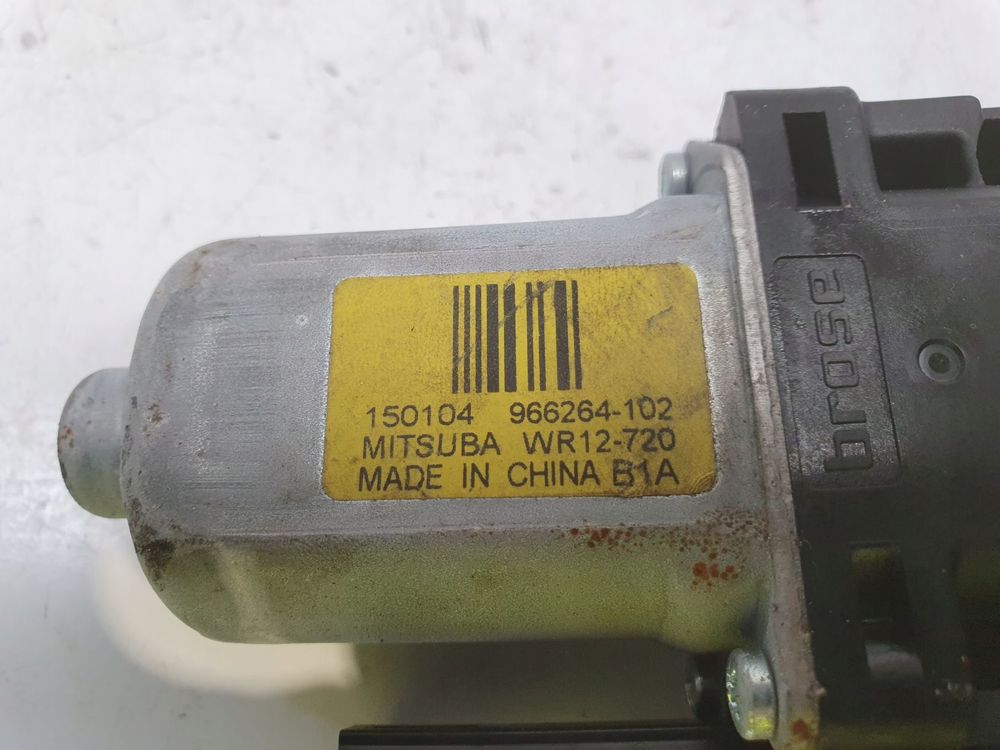 150104 966264-102
MITSUBA WR12-720
MADE IN CHINA B1A
brose